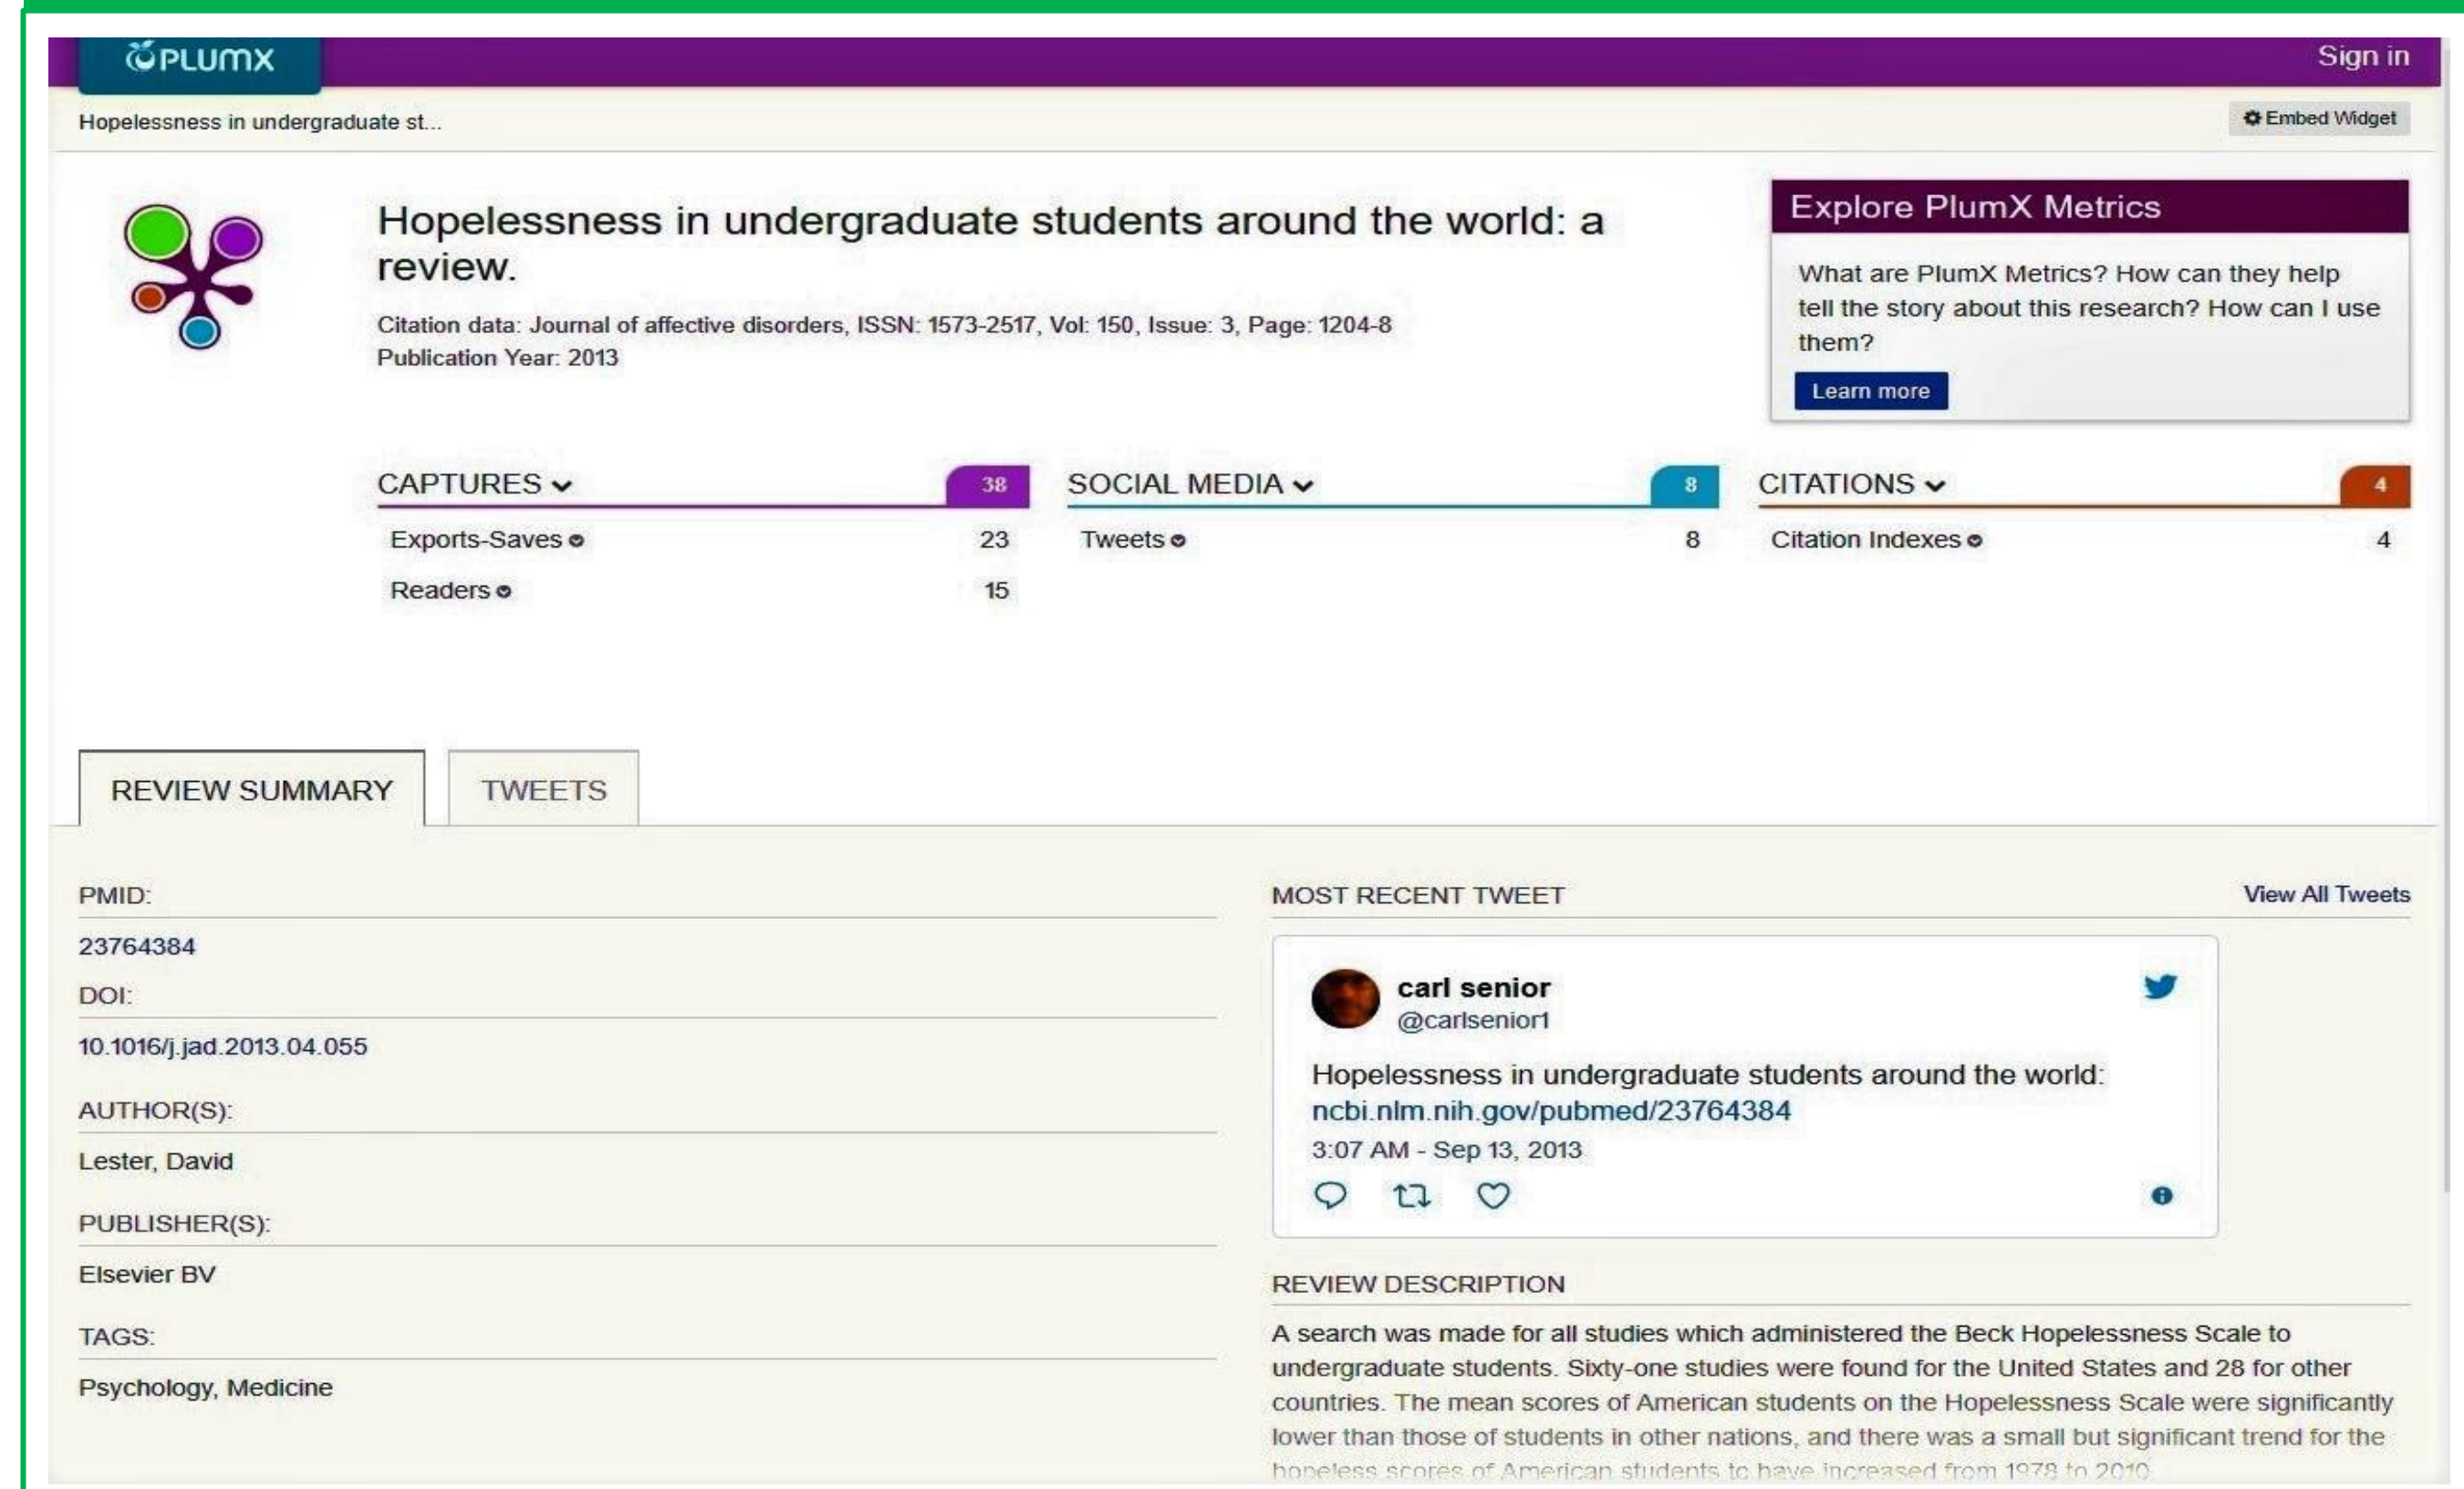 PLUMX
Sign in
Hopelessness in undergraduate st...
Embed Widget
Hopelessness in undergraduate students around the world: a
review.
Citation data: Journal of affective disorders, ISSN: 1573-2517, Vol: 150, Issue: 3, Page: 1204-8
Publication Year: 2013
Explore PlumX Metrics
What are PlumX Metrics? How can they help
tell the story about this research? How can I use
them?
Learn more
CAPTURES 38
Exports-Saves 23
Readers 15
SOCIAL MEDIA 8
Tweets 8
CITATIONS 4
Citation Indexes 4
REVIEW SUMMARY
TWEETS
PMID:
23764384
DOI:
10.1016/j.jad.2013.04.055
AUTHOR(S):
Lester, David
PUBLISHER(S):
Elsevier BV
TAGS:
Psychology, Medicine
MOST RECENT TWEET
View All Tweets
carl senior
@carlsenior1
Hopelessness in undergraduate students around the world:
ncbi.nlm.nih.gov/pubmed/23764384
3:07 AM - Sep 13, 2013
REVIEW DESCRIPTION
A search was made for all studies which administered the Beck Hopelessness Scale to
undergraduate students. Sixty-one studies were found for the United States and 28 for other
countries. The mean scores of American students on the Hopelessness Scale were significantly
lower than those of students in other nations, and there was a small but significant trend for the
hopeless scores of American students to have increased from 1978 to 2010